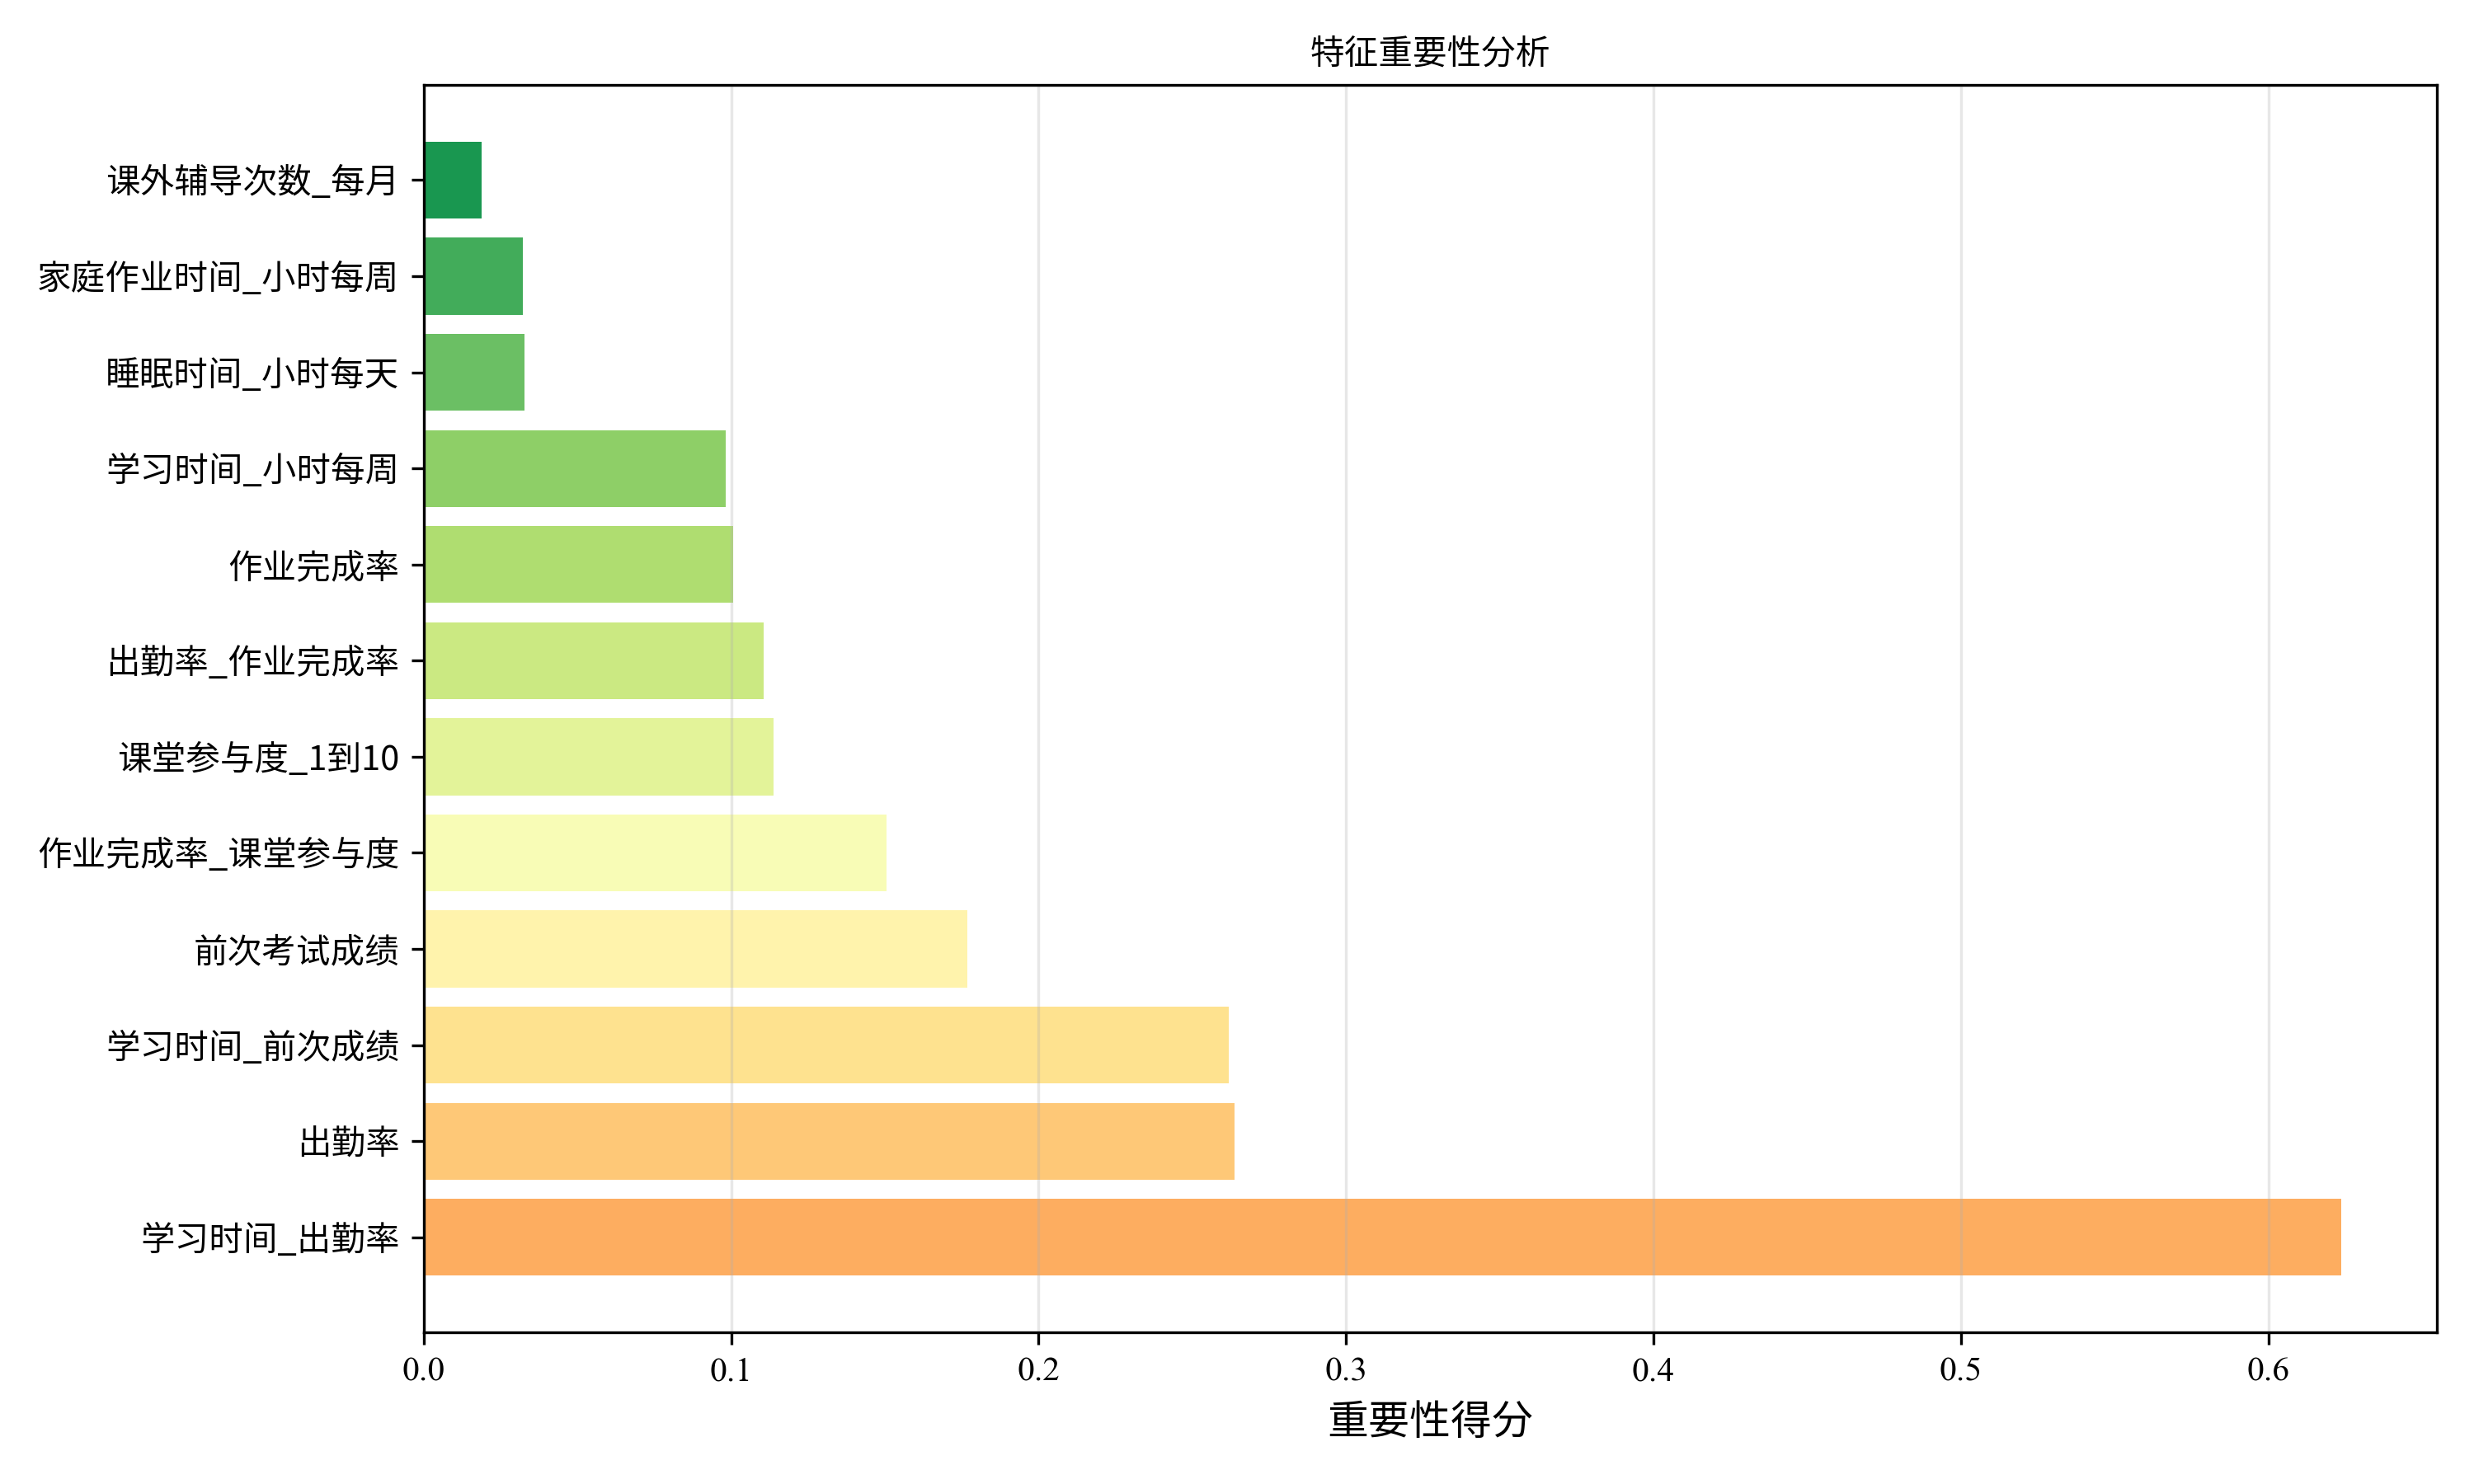 特征重要性分析
课外辅导次数_每月
家庭作业时间_小时每周
睡眠时间_小时每天
学习时间_小时每周
作业完成率
出勤率_作业完成率
课堂参与度_1到10
作业完成率_课堂参与度
前次考试成绩
学习时间_前次成绩
出勤率
学习时间_出勤率
0.0 0.1 0.2 0.3 0.4 0.5 0.6
重要性得分